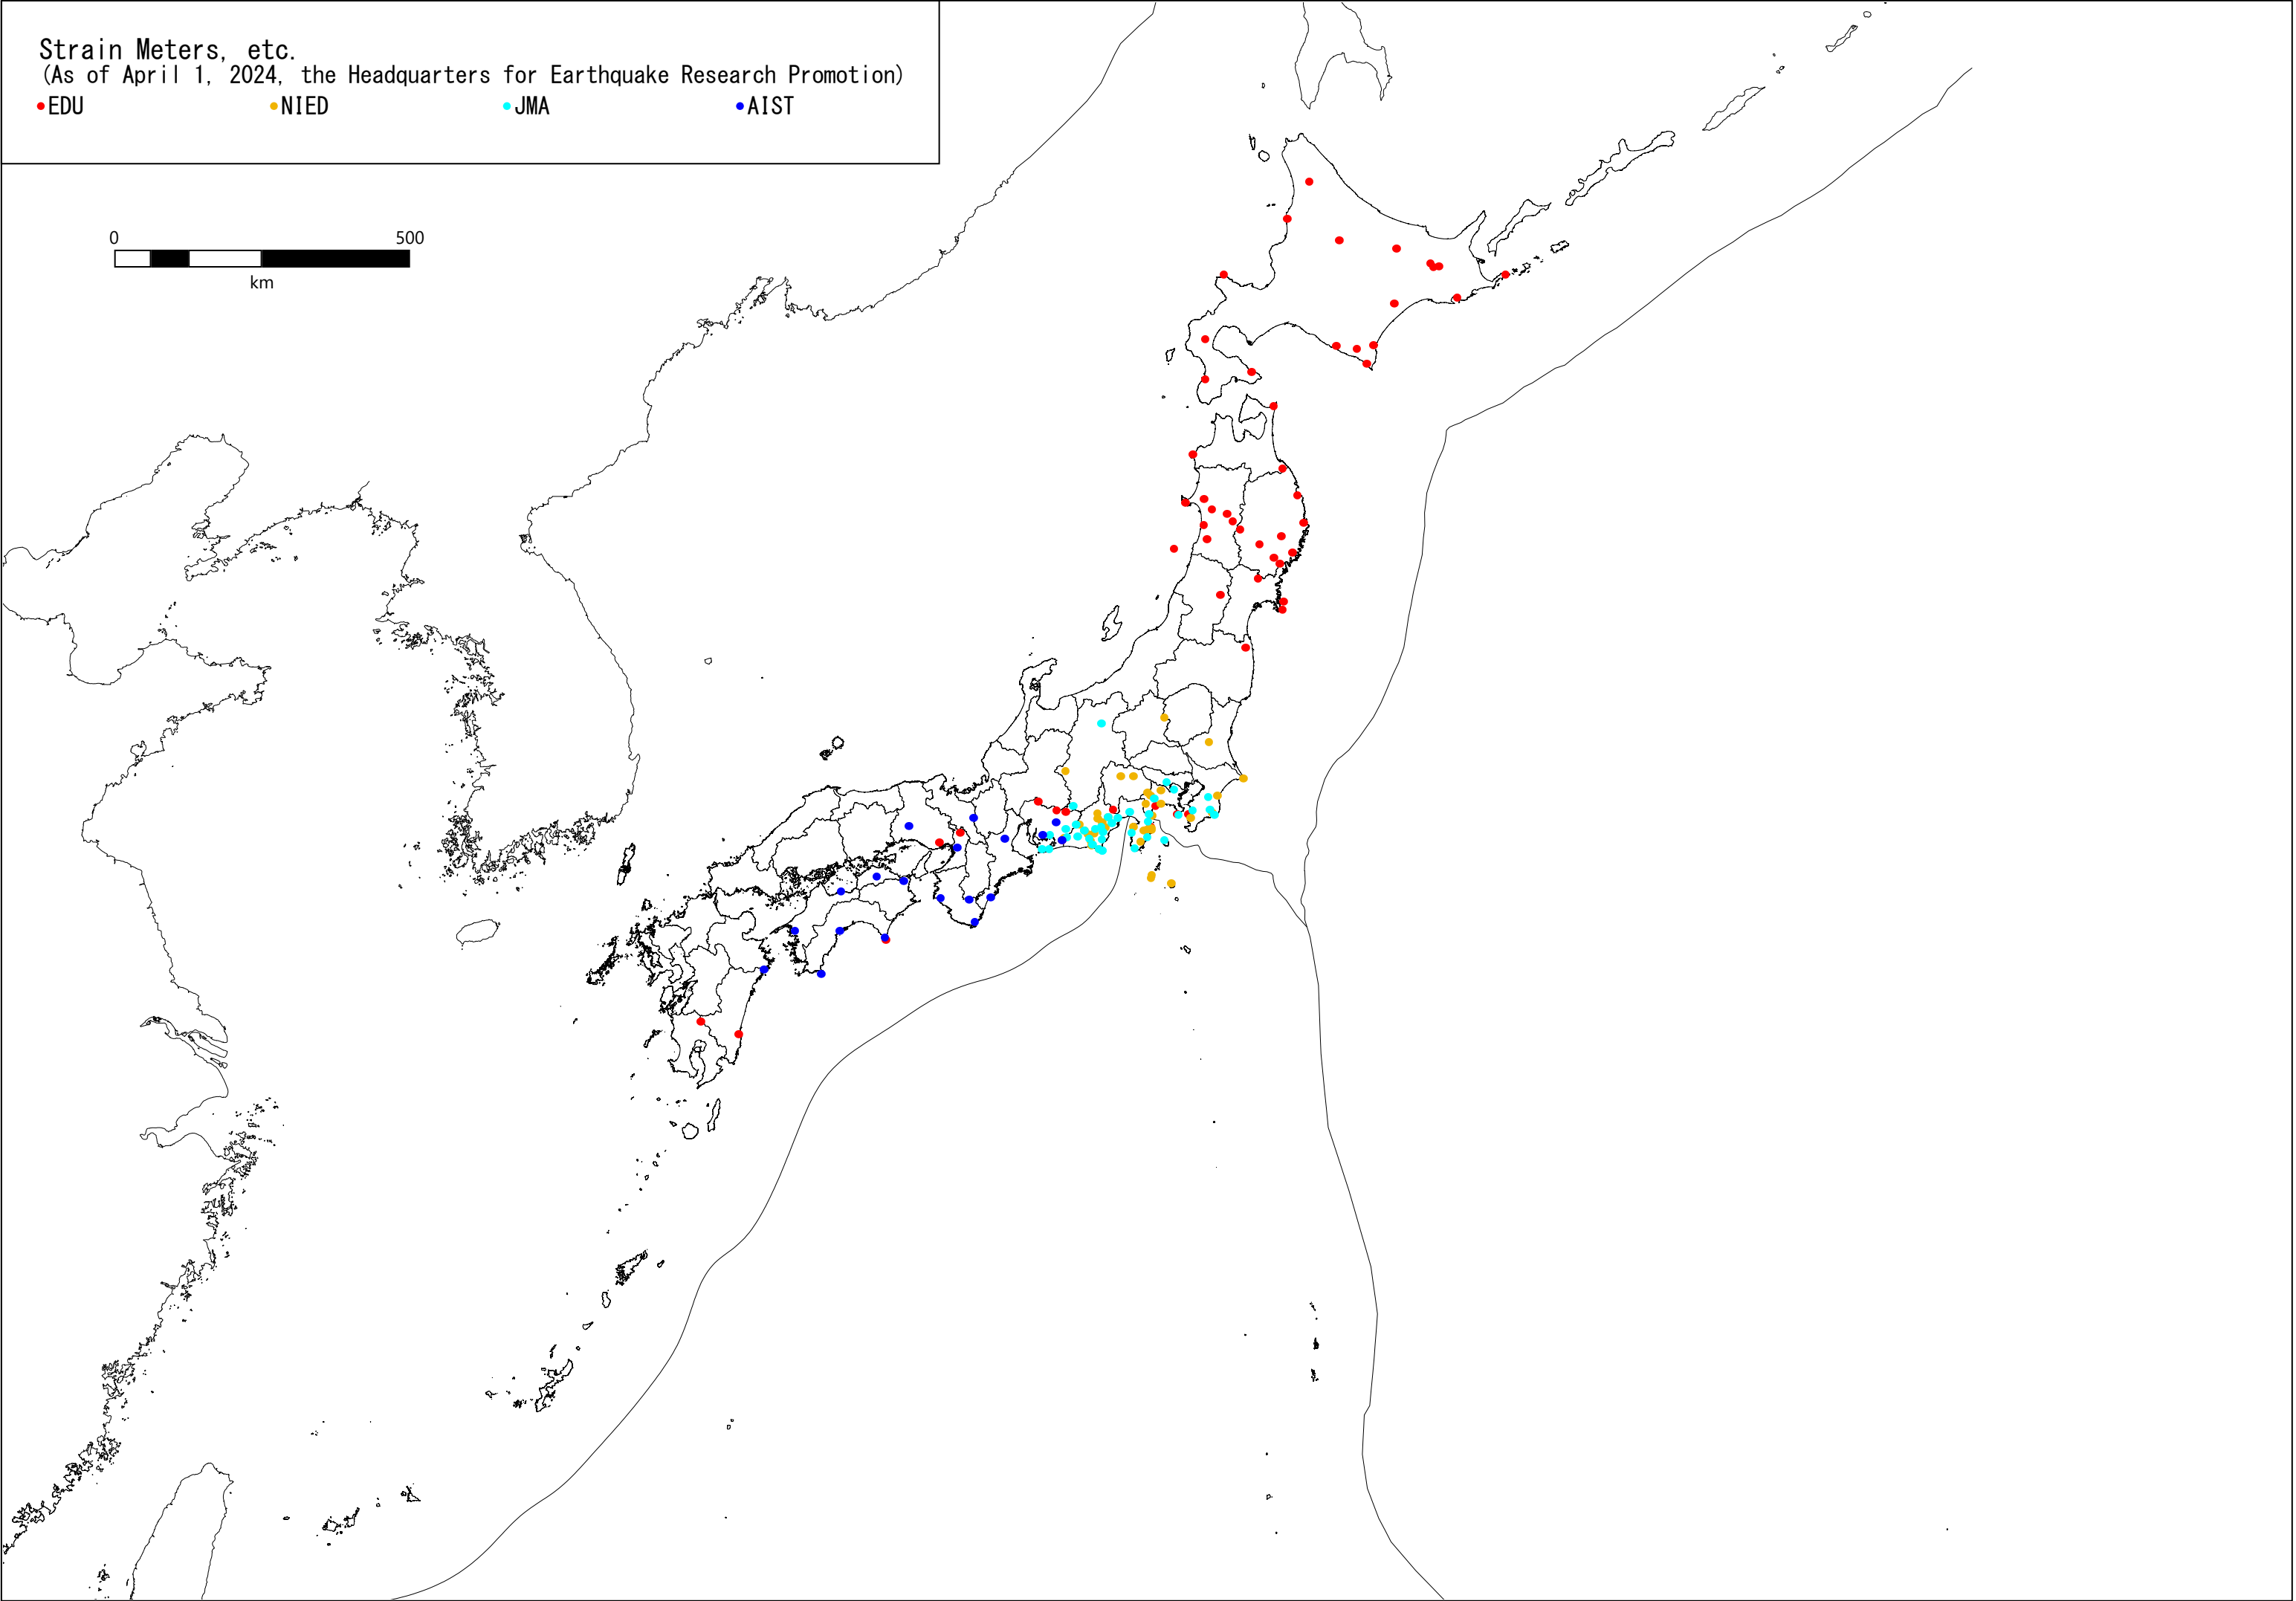 Strain Meters, etc.
(As of April 1, 2024, the Headquarters for Earthquake Research Promotion)
EDU NIED JMA AIST
0 500
km